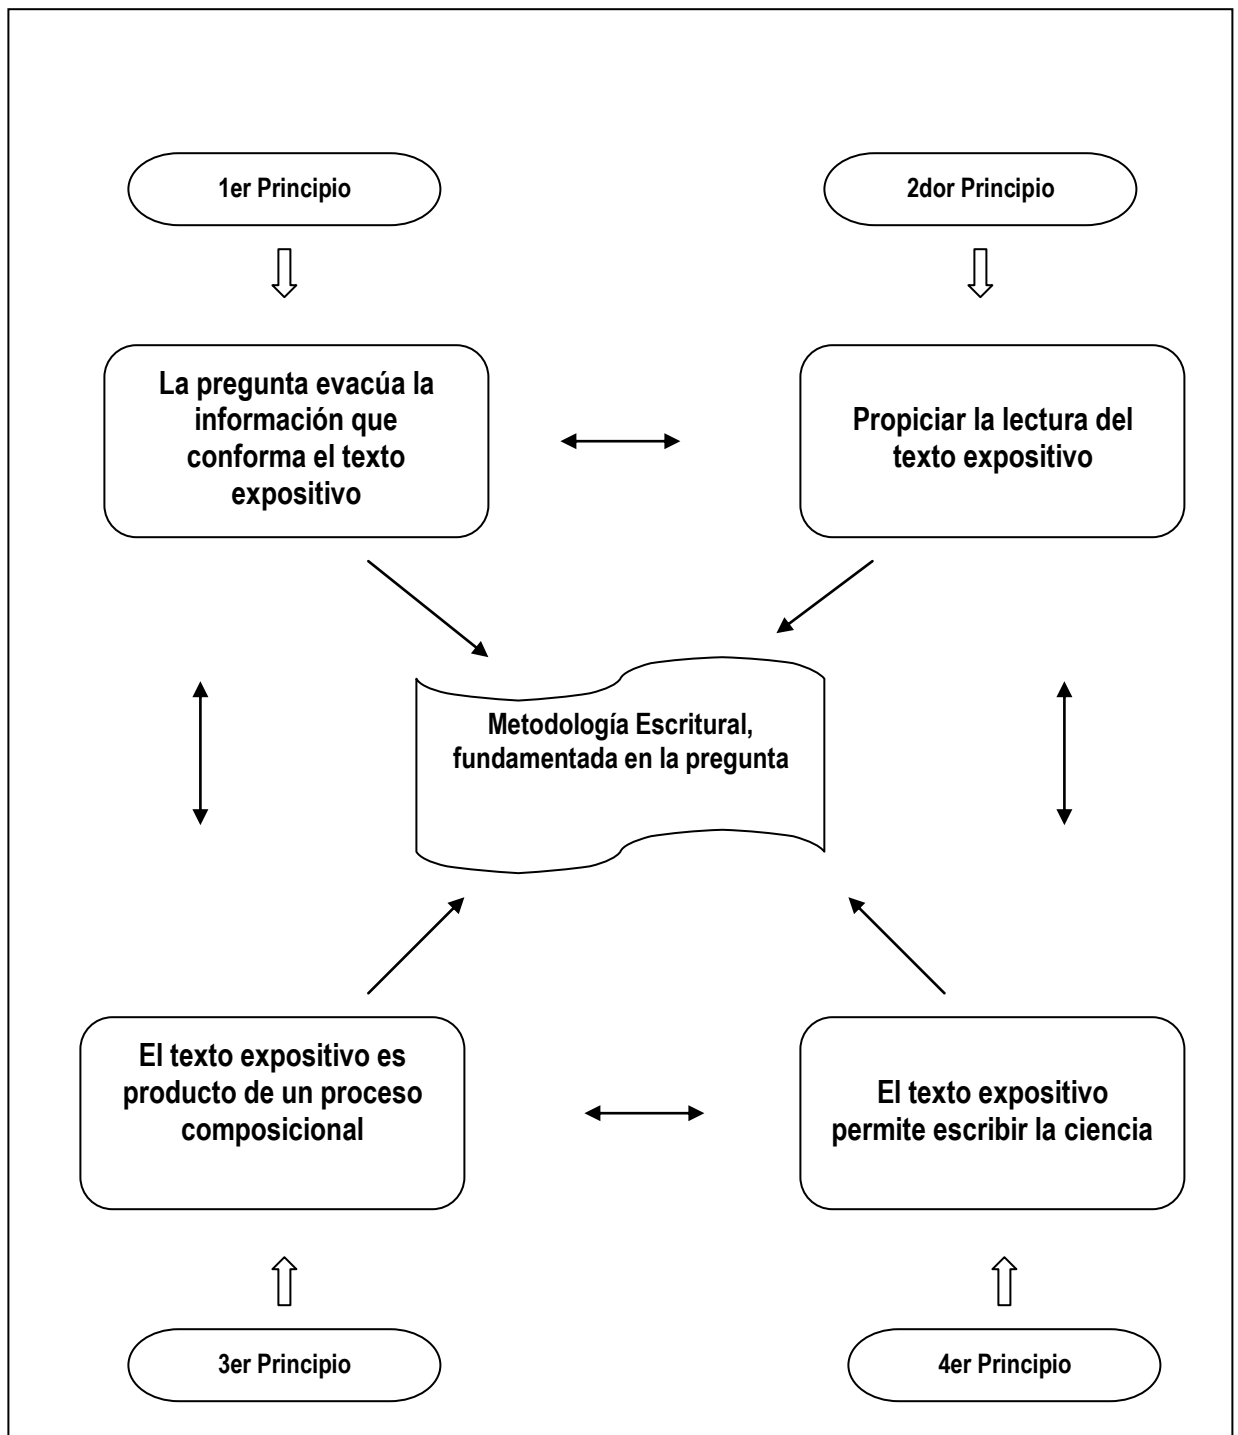 1er Principio
2dor Principio
La pregunta evacúa la
información que
conforma el texto
expositivo
Propiciar la lectura del
texto expositivo
Metodología Escritural,
fundamentada en la pregunta
El texto expositivo es
producto de un proceso
composicional
El texto expositivo
permite escribir la ciencia
3er Principio
4er Principio